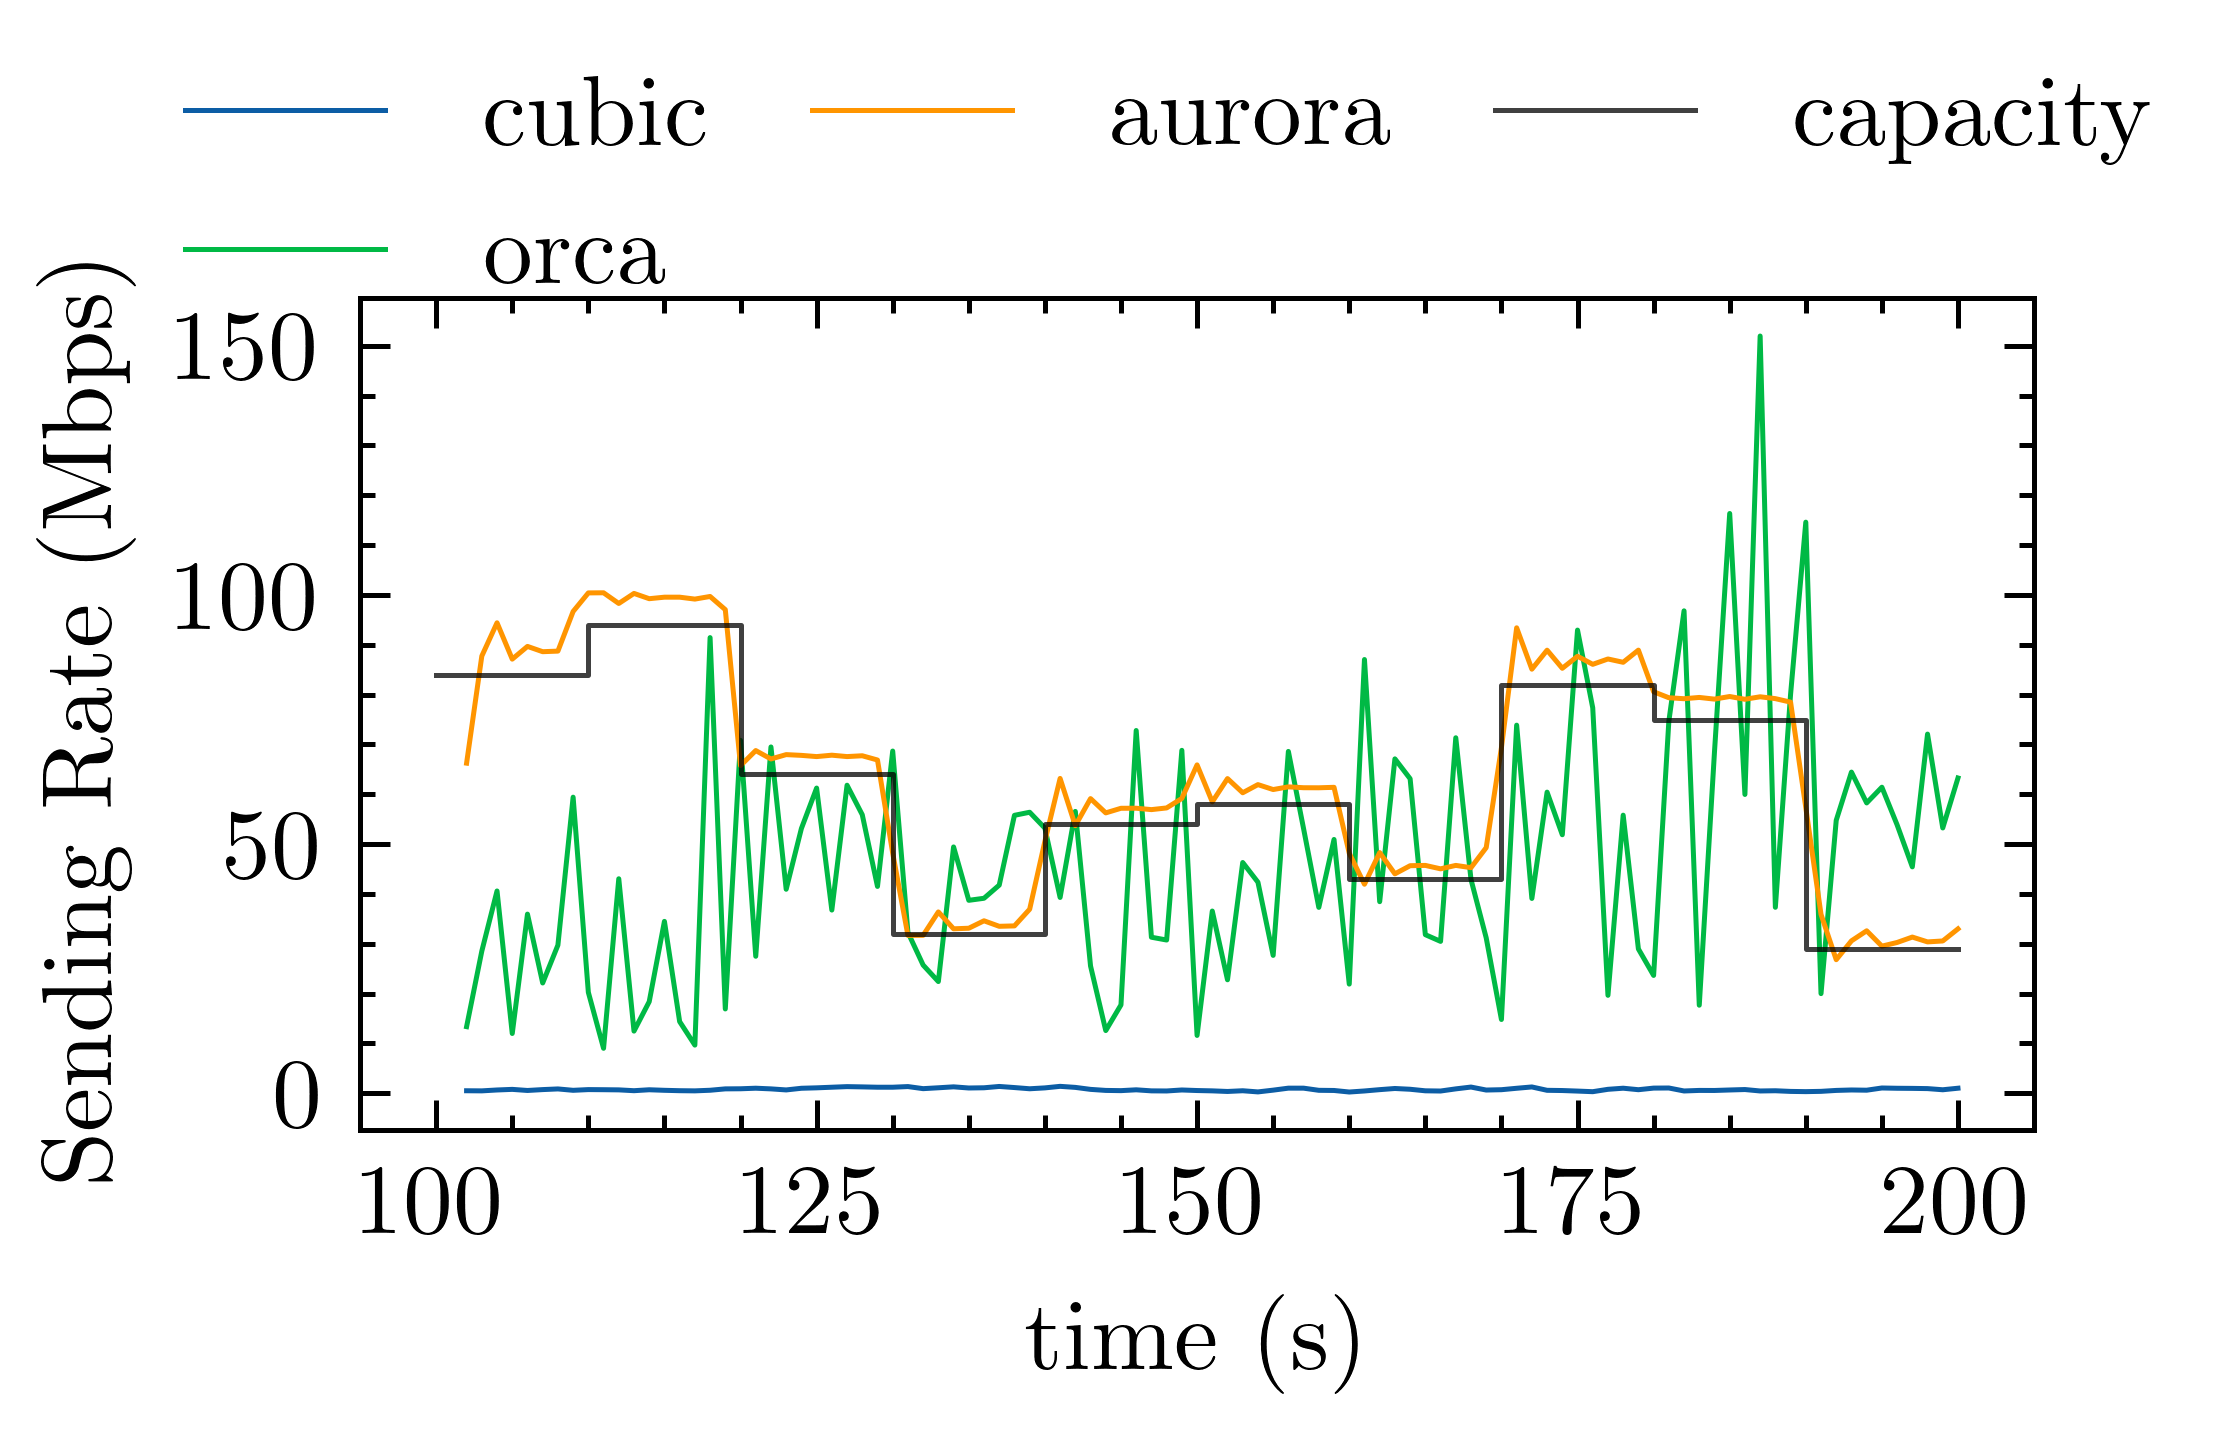 cubic aurora capacity
orca
Sending Rate (Mbps)
150
100
50
0
100 125 150 175 200
time (s)